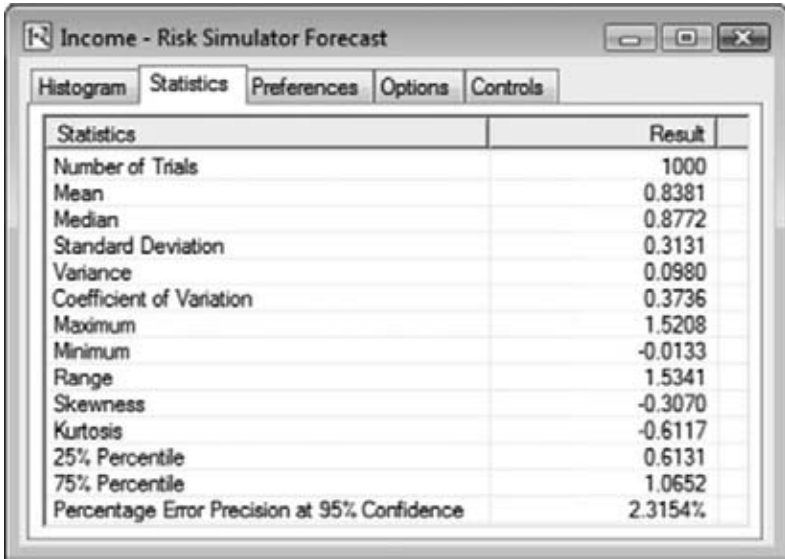 Income - Risk Simulator Forecast
Histogram Statistics Preferences Options Controls
Statistics Result
Number of Trials 1000
Mean 0.8381
Median 0.8772
Standard Deviation 0.3131
Variance 0.0980
Coefficient of Variation 0.3736
Maximum 1.5208
Minimum -0.0133
Range 1.5341
Skewness -0.3070
Kurtosis -0.6117
25% Percentile 0.6131
75% Percentile 1.0652
Percentage Error Precision at 95% Confidence 2.3154%